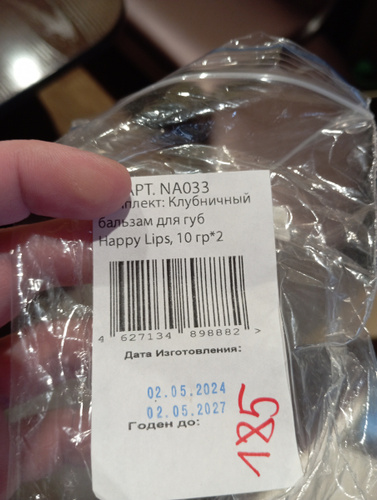 АРТ. NA033
мплект: Клубничный
бальзам для губ
Happy Lips, 10 гр*2
4 627134 898882 >
Дата Изготовления:
02.05.2024
02.05.2027
Годен до:
185